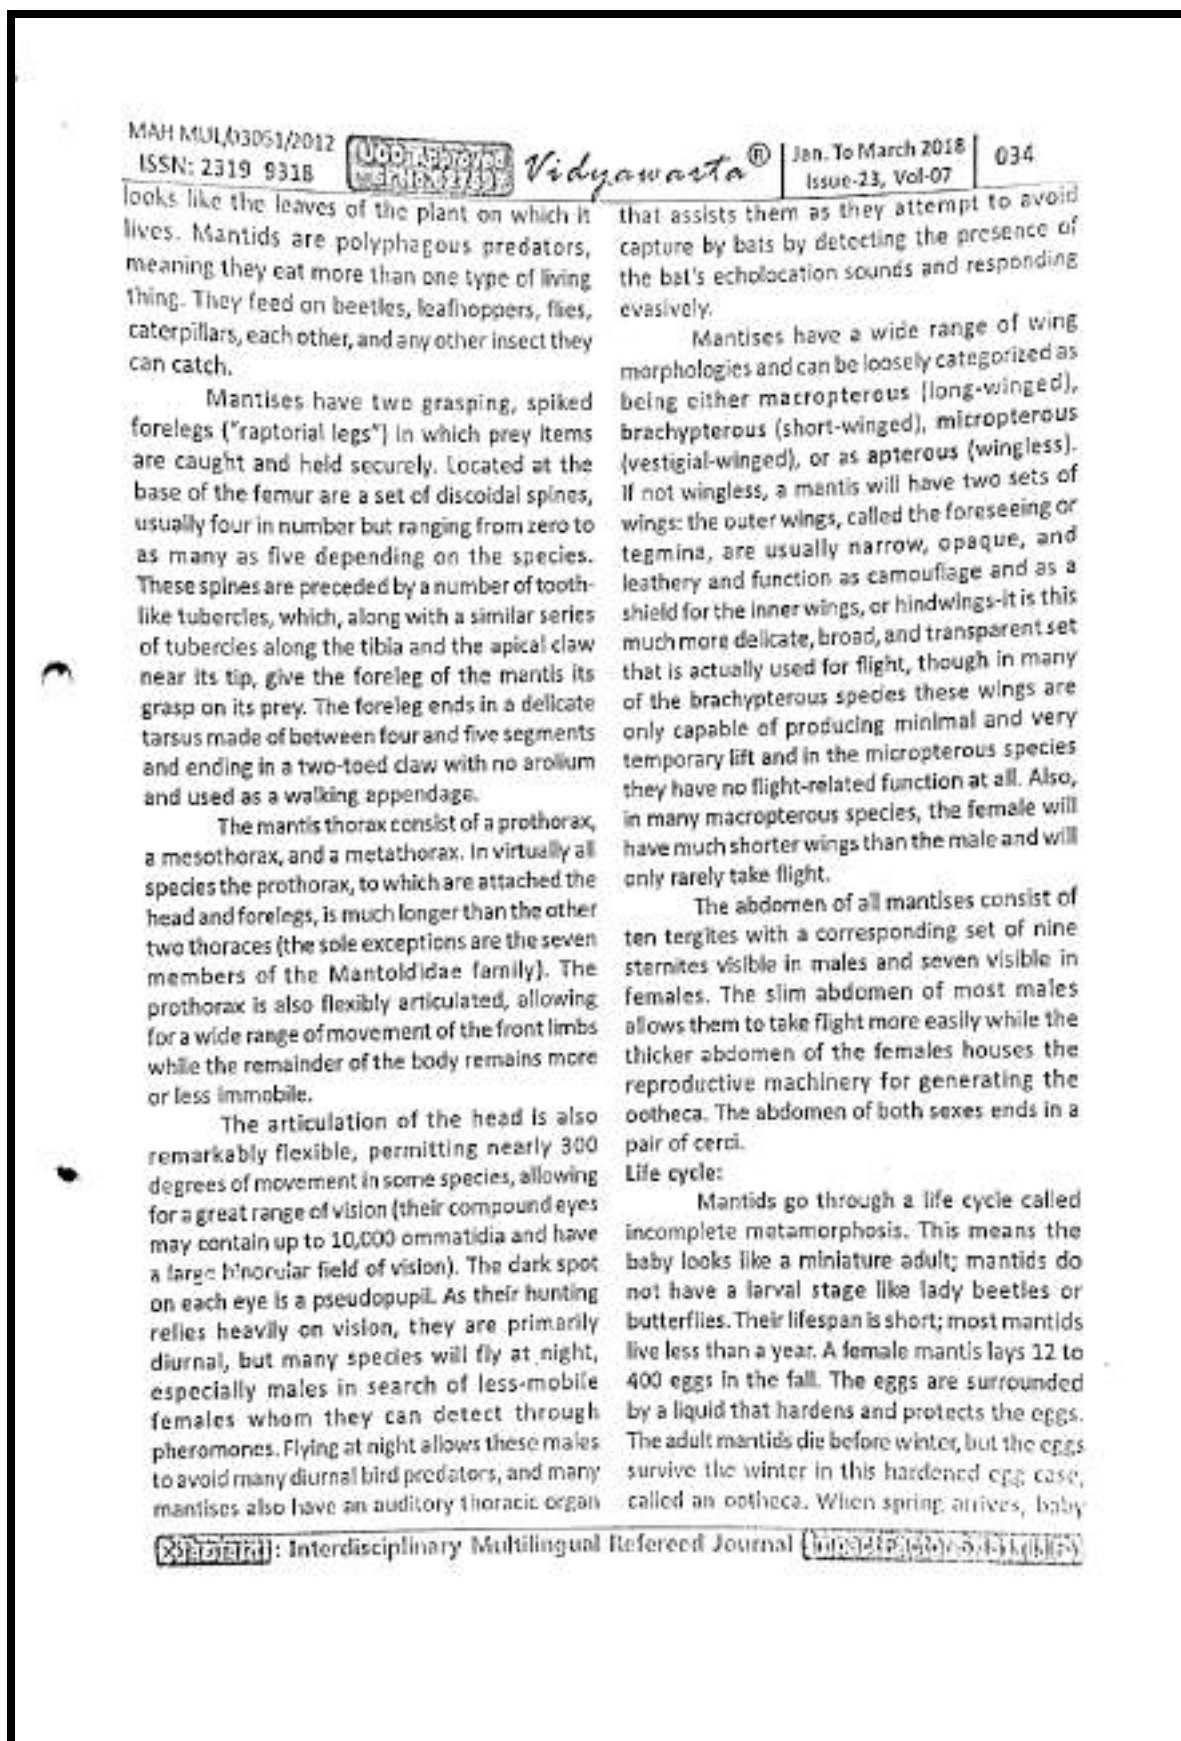 MAH MUL/03051/2012
ISSN: 2319 9318
UGC Approved
Vidyawarta®
Jan. To March 2018
Issue-23, Vol-07
034
looks like the leaves of the plant on which it
lives. Mantids are polyphagous predators,
meaning they eat more than one type of living
thing. They feed on beetles, leafhoppers, flies,
caterpillars, each other, and any other insect they
can catch.
Mantises have two grasping, spiked
forelegs ("raptorial legs") in which prey items
are caught and held securely. Located at the
base of the femur are a set of discoidal spines,
usually four in number but ranging from zero to
as many as five depending on the species.
These spines are preceded by a number of tooth-
like tubercles, which, along with a similar series
of tubercles along the tibia and the apical claw
near its tip, give the foreleg of the mantis its
grasp on its prey. The foreleg ends in a delicate
tarsus made of between four and five segments
and ending in a two-toed claw with no arolium
and used as a walking appendage.
The mantis thorax consist of a prothorax,
a mesothorax, and a metathorax. In virtually all
species the prothorax, to which are attached the
head and forelegs, is much longer than the other
two thoraces (the sole exceptions are the seven
members of the Mantoididae family). The
prothorax is also flexibly articulated, allowing
for a wide range of movement of the front limbs
while the remainder of the body remains more
or less immobile.
The articulation of the head is also
remarkably flexible, permitting nearly 300
degrees of movement in some species, allowing
for a great range of vision (their compound eyes
may contain up to 10,000 ommatidia and have
a large binocular field of vision). The dark spot
on each eye is a pseudopupil. As their hunting
relies heavily on vision, they are primarily
diurnal, but many species will fly at night,
especially males in search of less-mobile
females whom they can detect through
pheromones. Flying at night allows these males
to avoid many diurnal bird predators, and many
mantises also have an auditory thoracic organ
that assists them as they attempt to avoid
capture by bats by detecting the presence of
the bat's echolocation sounds and responding
evasively.
Mantises have a wide range of wing
morphologies and can be loosely categorized as
being either macropterous (long-winged),
brachypterous (short-winged), micropterous
(vestigial-winged), or as apterous (wingless).
If not wingless, a mantis will have two sets of
wings: the outer wings, called the foreseeing or
tegmina, are usually narrow, opaque, and
leathery and function as camouflage and as a
shield for the inner wings, or hindwings-it is this
much more delicate, broad, and transparent set
that is actually used for flight, though in many
of the brachypterous species these wings are
only capable of producing minimal and very
temporary lift and in the micropterous species
they have no flight-related function at all. Also,
in many macropterous species, the female will
have much shorter wings than the male and will
only rarely take flight.
The abdomen of all mantises consist of
ten tergites with a corresponding set of nine
sternites visible in males and seven visible in
females. The slim abdomen of most males
allows them to take flight more easily while the
thicker abdomen of the females houses the
reproductive machinery for generating the
ootheca. The abdomen of both sexes ends in a
pair of cerci.
Life cycle:
Mantids go through a life cycle called
incomplete metamorphosis. This means the
baby looks like a miniature adult; mantids do
not have a larval stage like lady beetles or
butterflies. Their lifespan is short; most mantids
live less than a year. A female mantis lays 12 to
400 eggs in the fall. The eggs are surrounded
by a liquid that hardens and protects the eggs.
The adult mantids die before winter, but the eggs
survive the winter in this hardened egg case,
called an ootheca. When spring arrives, baby
: Interdisciplinary Multilingual Refereed Journal